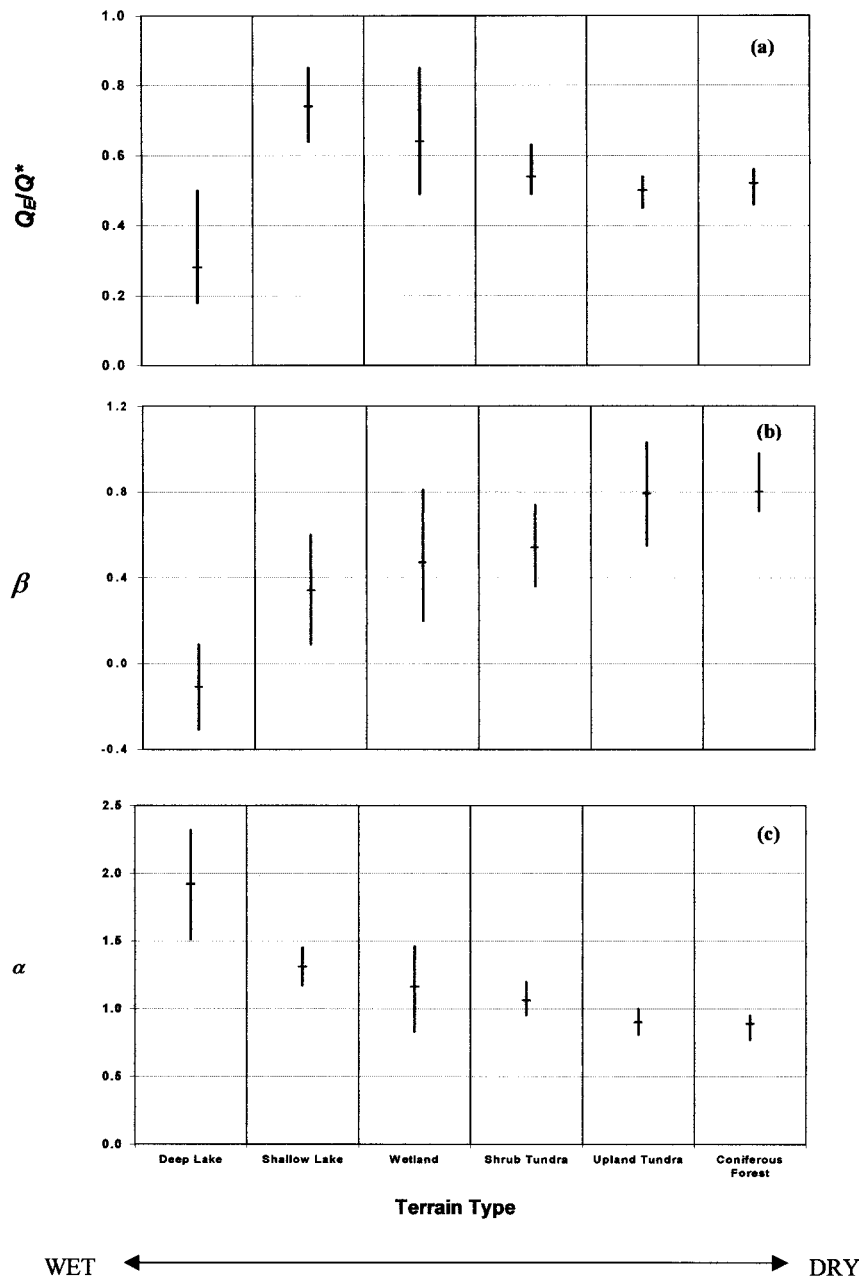 (a)
1.0
0.8
0.6
0.4
0.2
0.0
QE/Q*
(b)
1.2
0.8
0.4
0.0
-0.4
β
(c)
2.5
2.0
1.5
1.0
0.5
0.0
α
Deep Lake Shallow Lake Wetland Shrub Tundra Upland Tundra Coniferous
Forest
Terrain Type
WET DRY